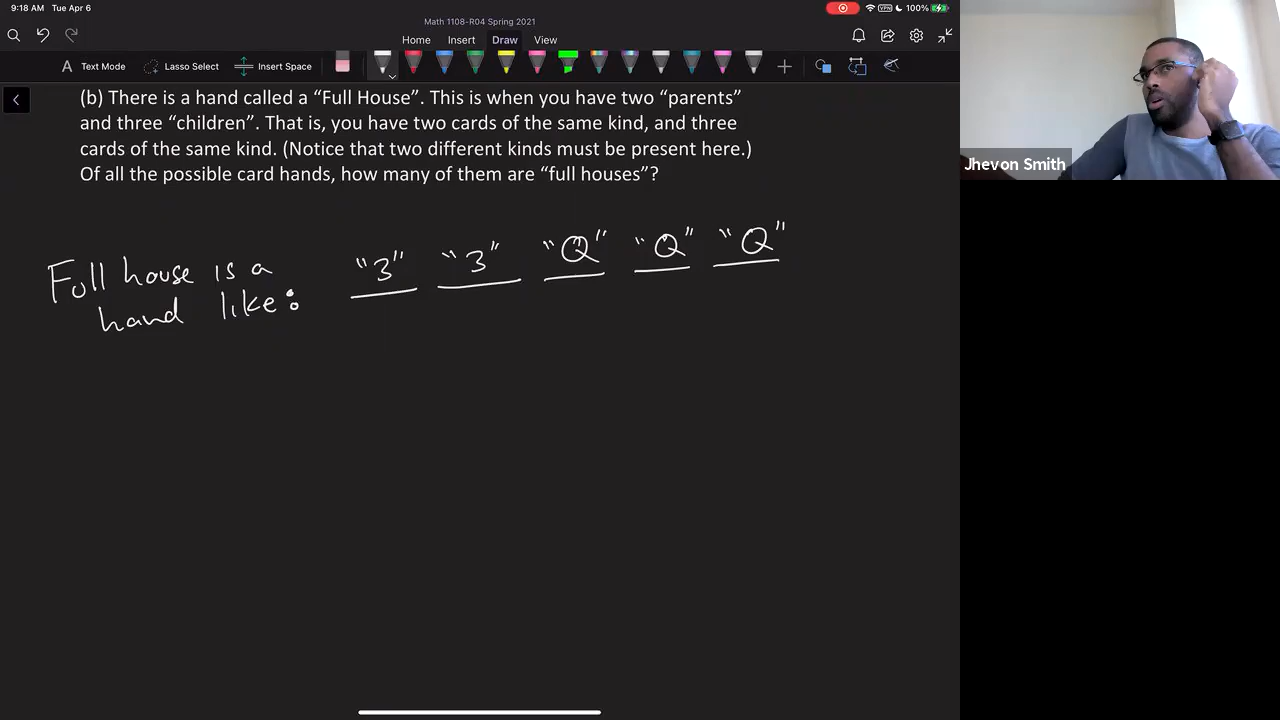 9:18 AM Tue Apr 6
VPN 100%
Math 1108-R04 Spring 2021
Home Insert Draw View
Text Mode Lasso Select Insert Space
(b) There is a hand called a “Full House”. This is when you have two “parents”
and three “children”. That is, you have two cards of the same kind, and three
cards of the same kind. (Notice that two different kinds must be present here.)
Of all the possible card hands, how many of them are “full houses”?
Full house is a
hand like:
“3” “3” “Q” “Q” “Q”
Jhevon Smith